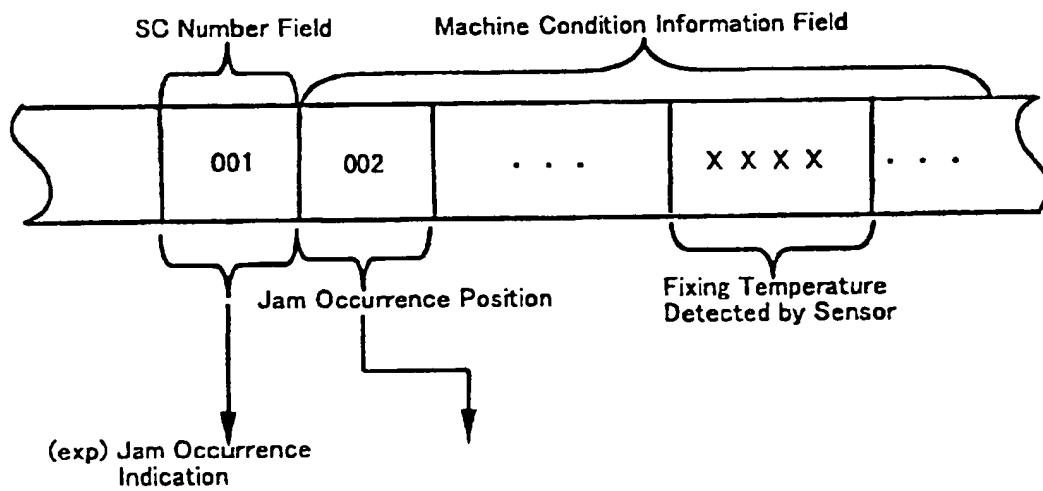 SC Number Field
Machine Condition Information Field
001
002
. . .
X X X X
. . .
Jam Occurrence Position
Fixing Temperature
Detected by Sensor
(exp) Jam Occurrence
Indication